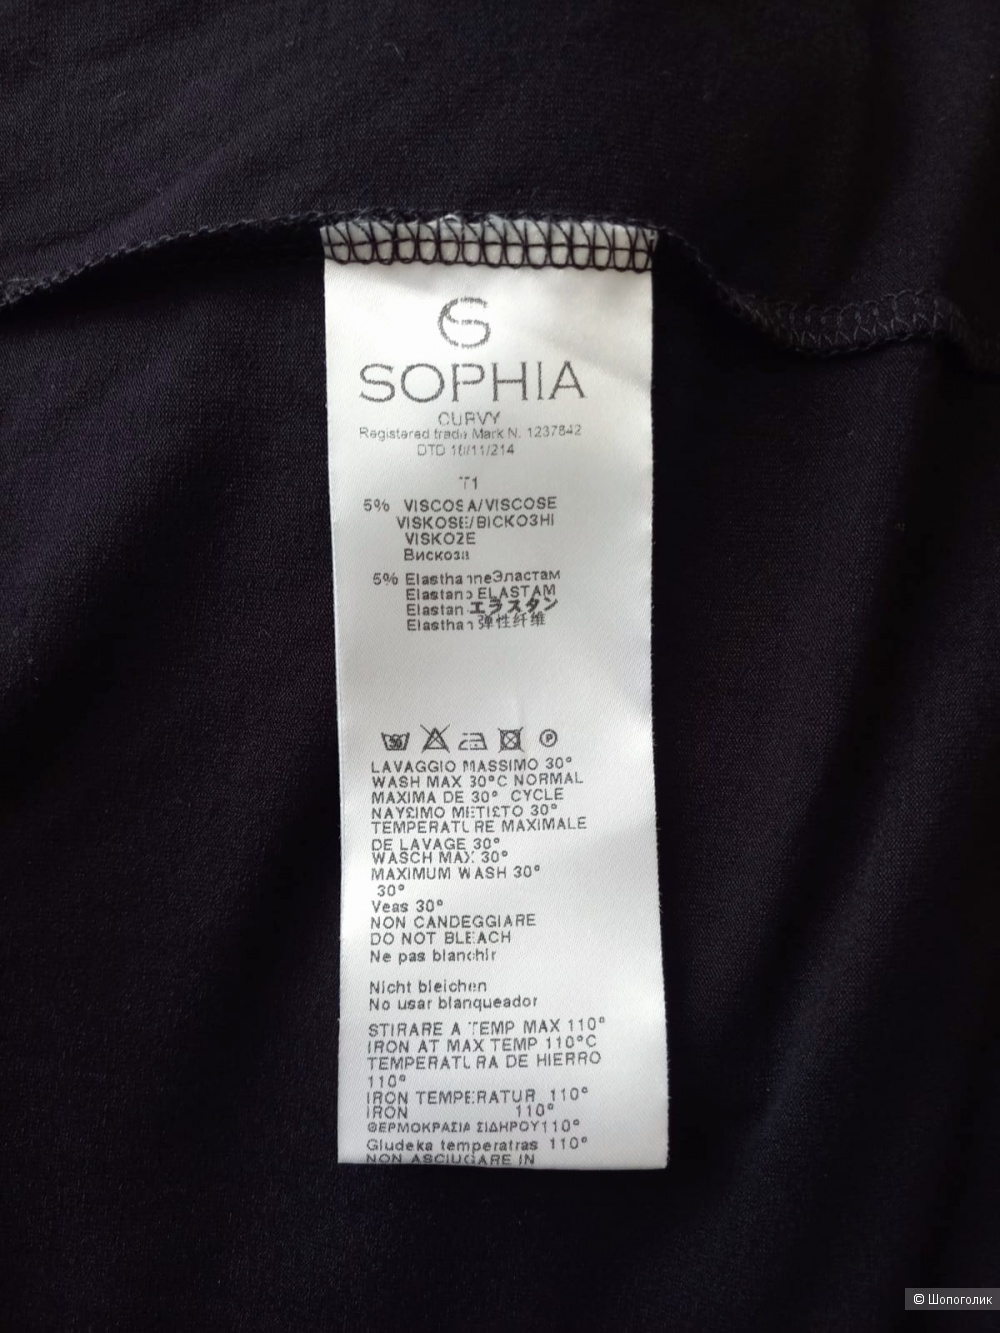 S
SOPHIA
CURVY
Registered trade Mark N. 1237842
DTD 10/11/214
T1
5% VISCOSA/VISCOSE
VISKOSE/ВІСКОЗНІ
VISKOZE
Вискозы
5% ElasthanneЭластам
Elastano ELASTAM
Elastan エラスタン
Elasthan 弹性纤维
30 P
LAVAGGIO MASSIMO 30°
WASH MAX 30°C NORMAL
MAXIMA DE 30° CYCLE
ΝΑΥΣΙΜΟ ΜΕΤΙΣΤΟ 30°
TEMPERATURE MAXIMALE
DE LAVAGE 30°
WASCH MAX 30°
MAXIMUM WASH 30°
30°
Veas 30°
NON CANDEGGIARE
DO NOT BLEACH
Ne pas blanchir
Nicht bleichen
No usar blanqueador
STIRARE A TEMP MAX 110°
IRON AT MAX TEMP 110°C
TEMPERATURA DE HIERRO
110°
IRON TEMPERATUR 110°
IRON 110°
ΘΕΡΜΟΚΡΑΣΙΑ ΣΙΔΗΡΟΥ110°
Gludeka temperatras 110°
NON ASCIUGARE IN
© Шопоголик